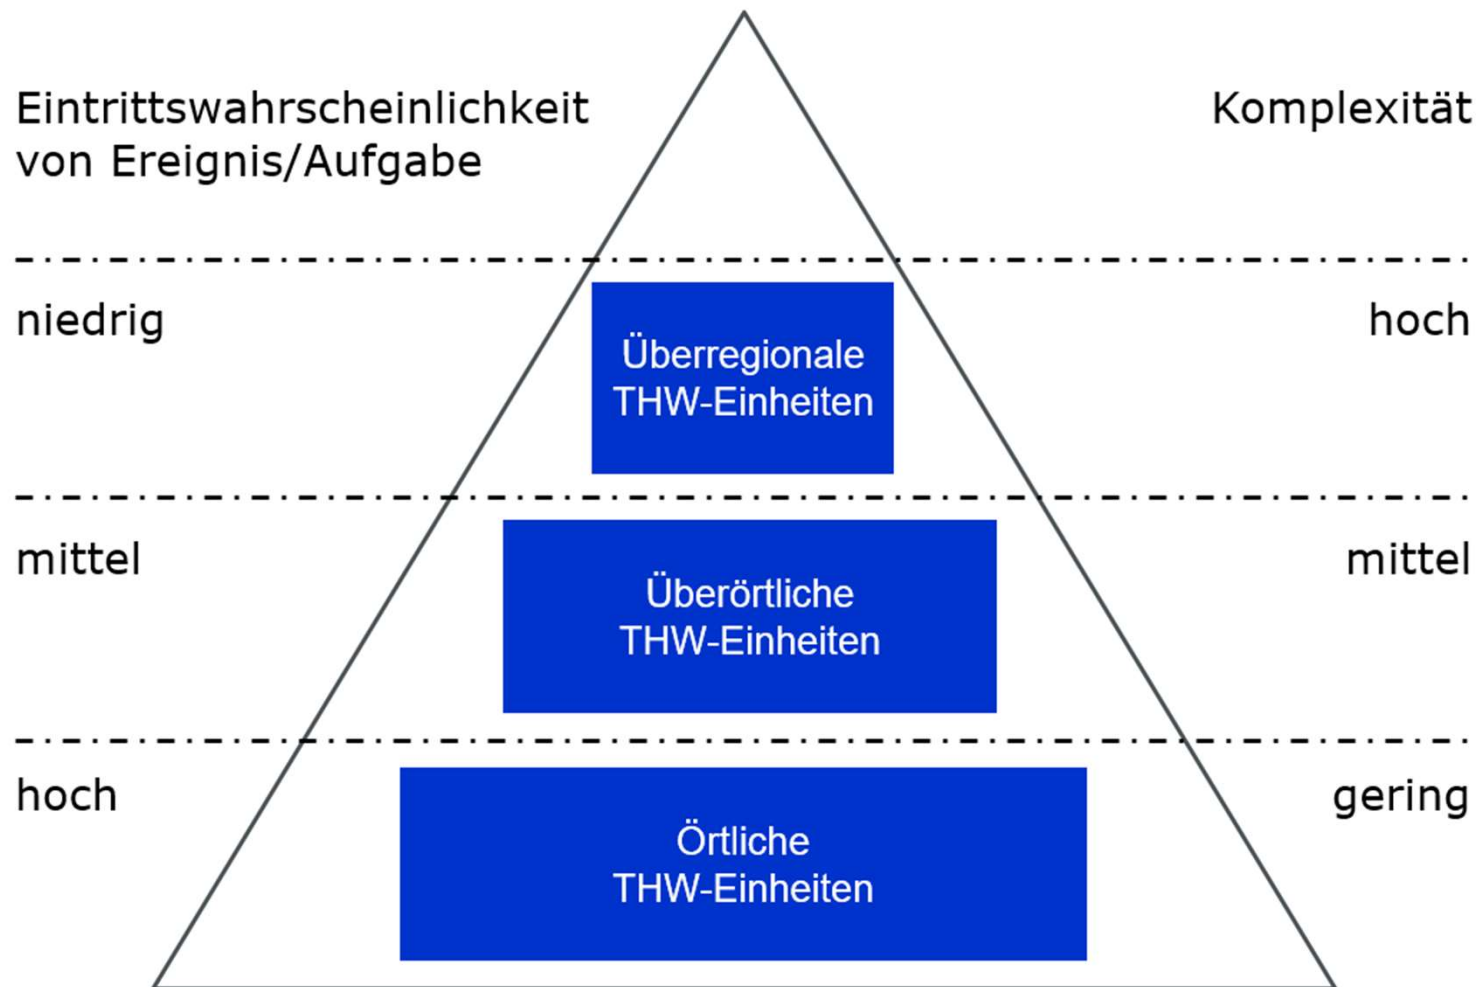 Eintrittswahrscheinlichkeit
von Ereignis/Aufgabe
Komplexität
niedrig
Überregionale
THW-Einheiten
hoch
mittel
Überörtliche
THW-Einheiten
mittel
hoch
Örtliche
THW-Einheiten
gering